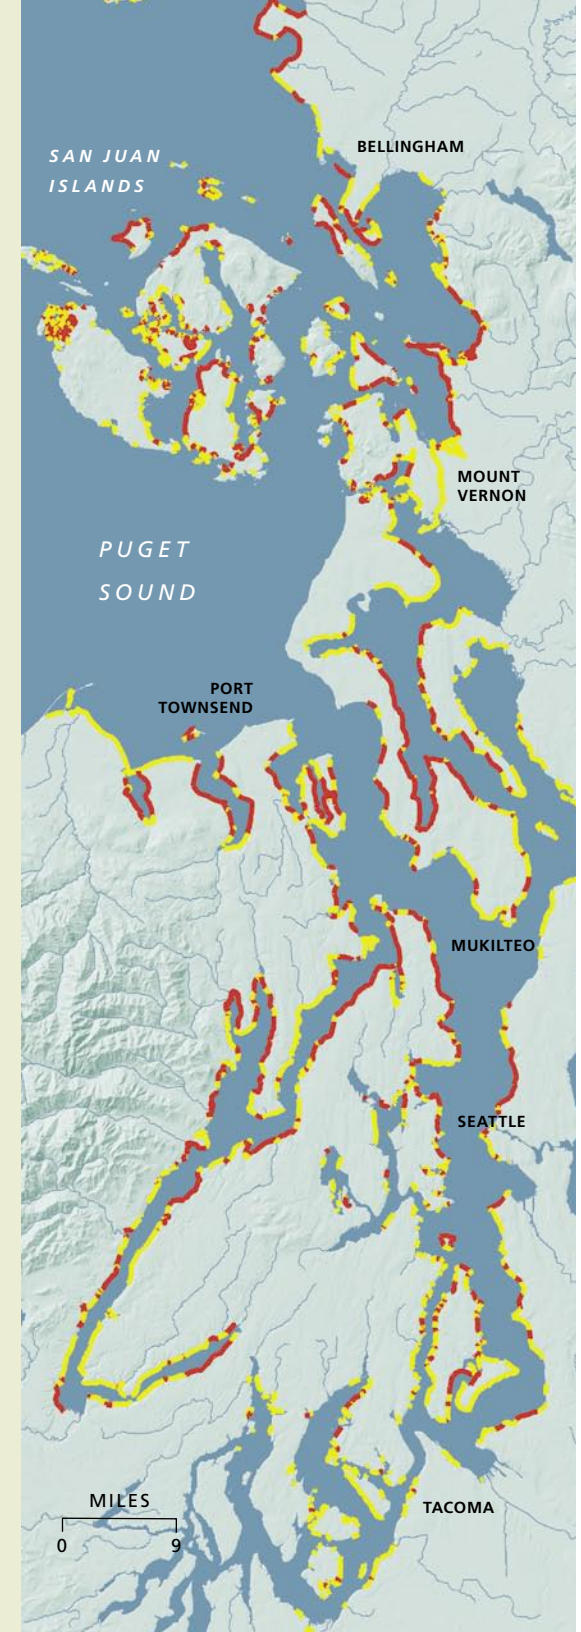 BELLINGHAM
SAN JUAN
ISLANDS
MOUNT
VERNON
PUGET
SOUND
PORT
TOWNSEND
MUKILTEO
SEATTLE
MILES
0 9
TACOMA